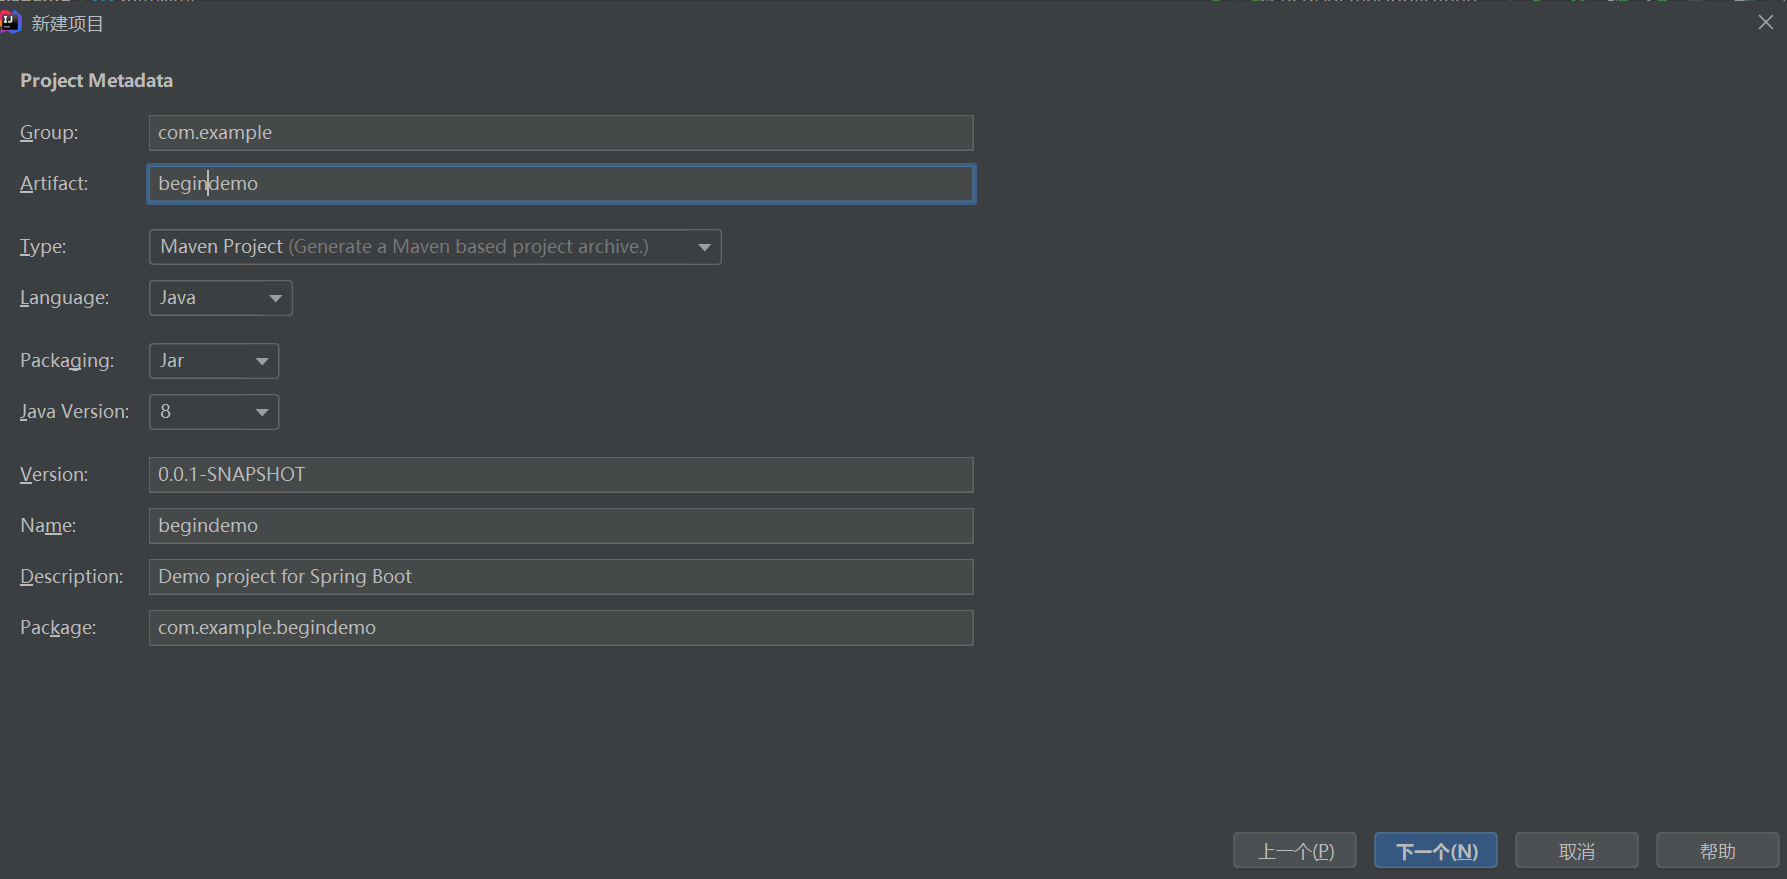 新建项目
Project Metadata
Group: com.example
Artifact: begindemo
Type: Maven Project (Generate a Maven based project archive.)
Language: Java
Packaging: Jar
Java Version: 8
Version: 0.0.1-SNAPSHOT
Name: begindemo
Description: Demo project for Spring Boot
Package: com.example.begindemo
上一个(P) 下一个(N) 取消 帮助